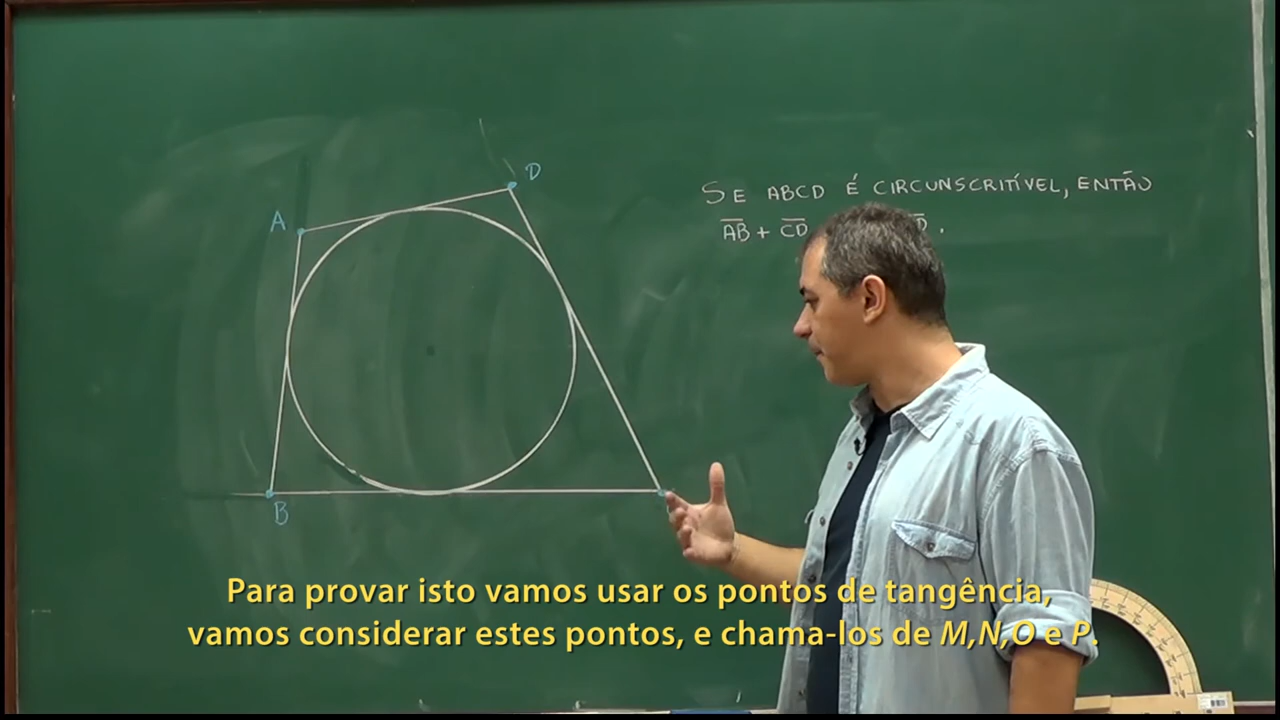 D
A
SE ABCD É CIRCUNSCRITÍVEL, ENTÃO
AB + CD D.
B
Para provar isto vamos usar os pontos de tangência,
vamos considerar estes pontos, e chama-los de M,N,O e P.